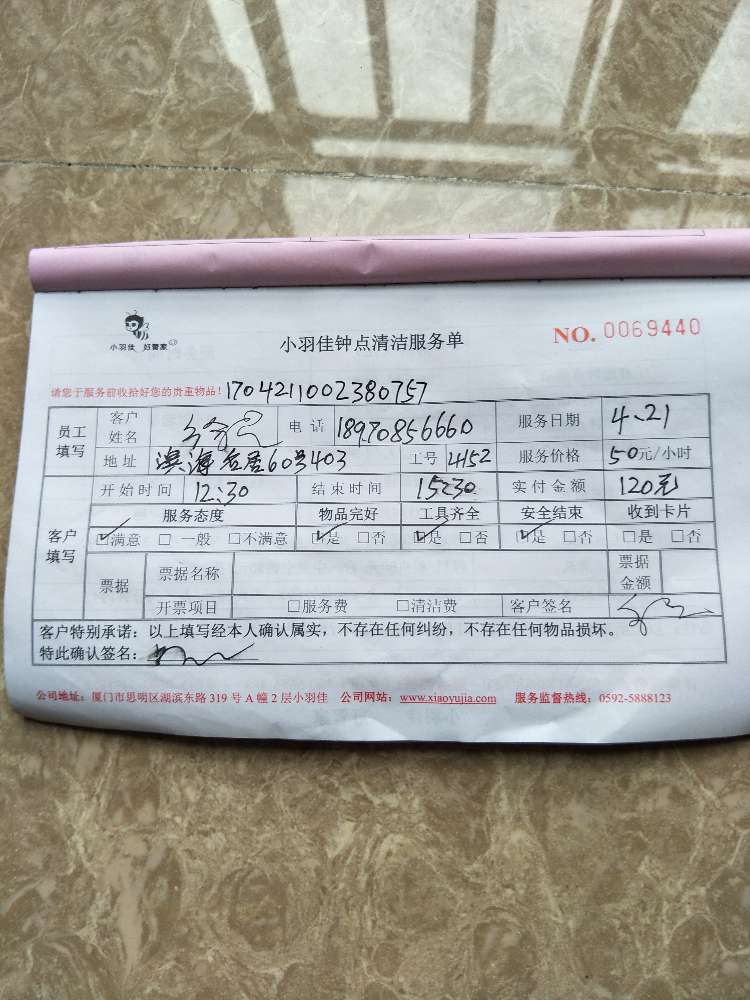 小羽佳 好管家
小羽佳钟点清洁服务单
NO. 0069440
请您于服务前收拾好您的贵重物品! 1704211002380757
员工填写 客户姓名 电话 18970856660 服务日期 4、21
地址 60号403 工号 2452 服务价格 50元/小时
客户填写 开始时间 12:30 结束时间 15:30 实付金额 120元
服务态度 物品完好 工具齐全 安全结束 收到卡片
☑满意 □一般 □不满意 ☑是 □否 ☑是 □否 ☑是 □否 □是 □否
票据 票据名称 票据金额
开票项目 □服务费 □清洁费 客户签名
客户特别承诺:以上填写经本人确认属实,不存在任何纠纷,不存在任何物品损坏。
特此确认签名:
公司地址:厦门市思明区湖滨东路 319 号 A 幢 2 层小羽佳 公司网站:www.xiaoyujia.com 服务监督热线:0592-5888123